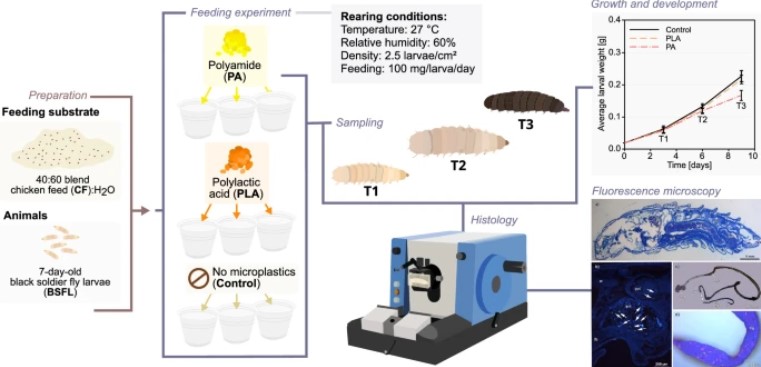 Preparation
Feeding substrate
40:60 blend
chicken feed (CF):H₂O
Animals
7-day-old
black soldier fly larvae
(BSFL)
Feeding experiment
Polyamide
(PA)
Polylactic
acid (PLA)
No microplastics
(Control)
Rearing conditions:
Temperature: 27 °C
Relative humidity: 60%
Density: 2.5 larvae/cm²
Feeding: 100 mg/larva/day
Sampling
T1
T2
T3
Histology
Growth and development
Average larval weight [g]
0.4
0.3
0.2
0.1
0.0
Control
PLA
PA
T1
T2
T3
0
2
4
6
8
10
Time [days]
Fluorescence microscopy